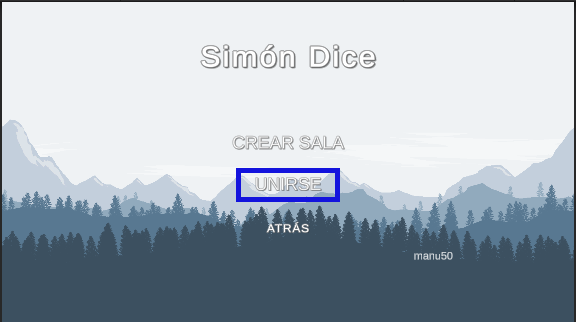 Simón Dice
CREAR SALA
UNIRSE
ATRÁS
manu50